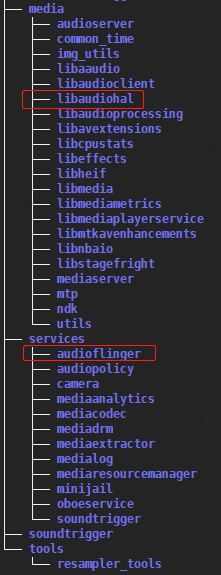 media
audioserver
common_time
img_utils
libaaudio
libaudioclient
libaudiohal
libaudioprocessing
libavextensions
libcpustats
libeffects
libheif
libmedia
libmediametrics
libmediaplayerservice
libmtkavenhancements
libnbaio
libstagefright
mediaserver
mtp
ndk
utils
services
audioflinger
audiopolicy
camera
mediaanalytics
mediacodec
mediadrm
mediaextractor
medialog
mediaresourcemanager
minijail
oboeservice
soundtrigger
soundtrigger
tools
resampler_tools